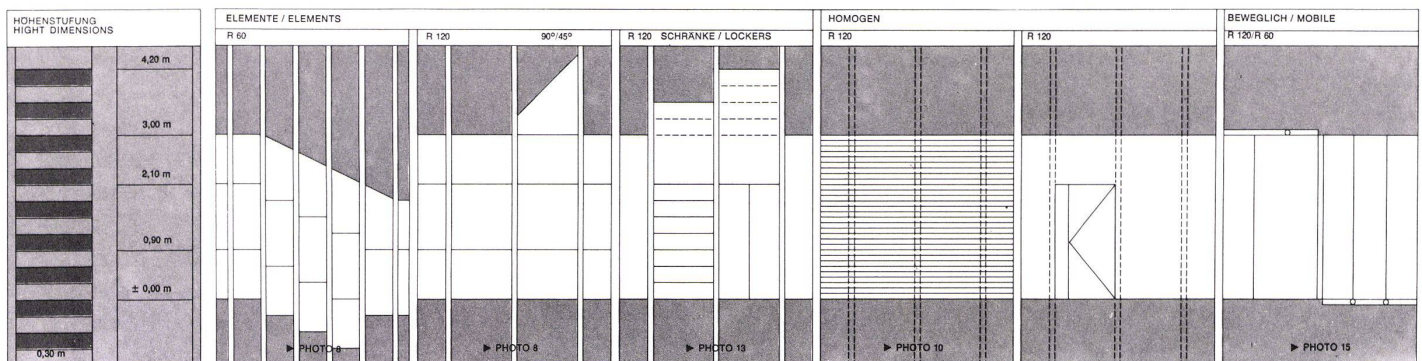 HÖHENSTUFUNG
HIGHT DIMENSIONS
4,20 m
3,00 m
2,10 m
0,90 m
± 0,00 m
0,30 m
ELEMENTE / ELEMENTS
R 60
R 120
90°/45°
R 120 SCHRÄNKE / LOCKERS
▶ PHOTO 8
▶ PHOTO 6
▶ PHOTO 13
HOMOGEN
R 120
R 120
▶ PHOTO 10
BEWEGLICH / MOBILE
R 120/R 60
▶ PHOTO 15